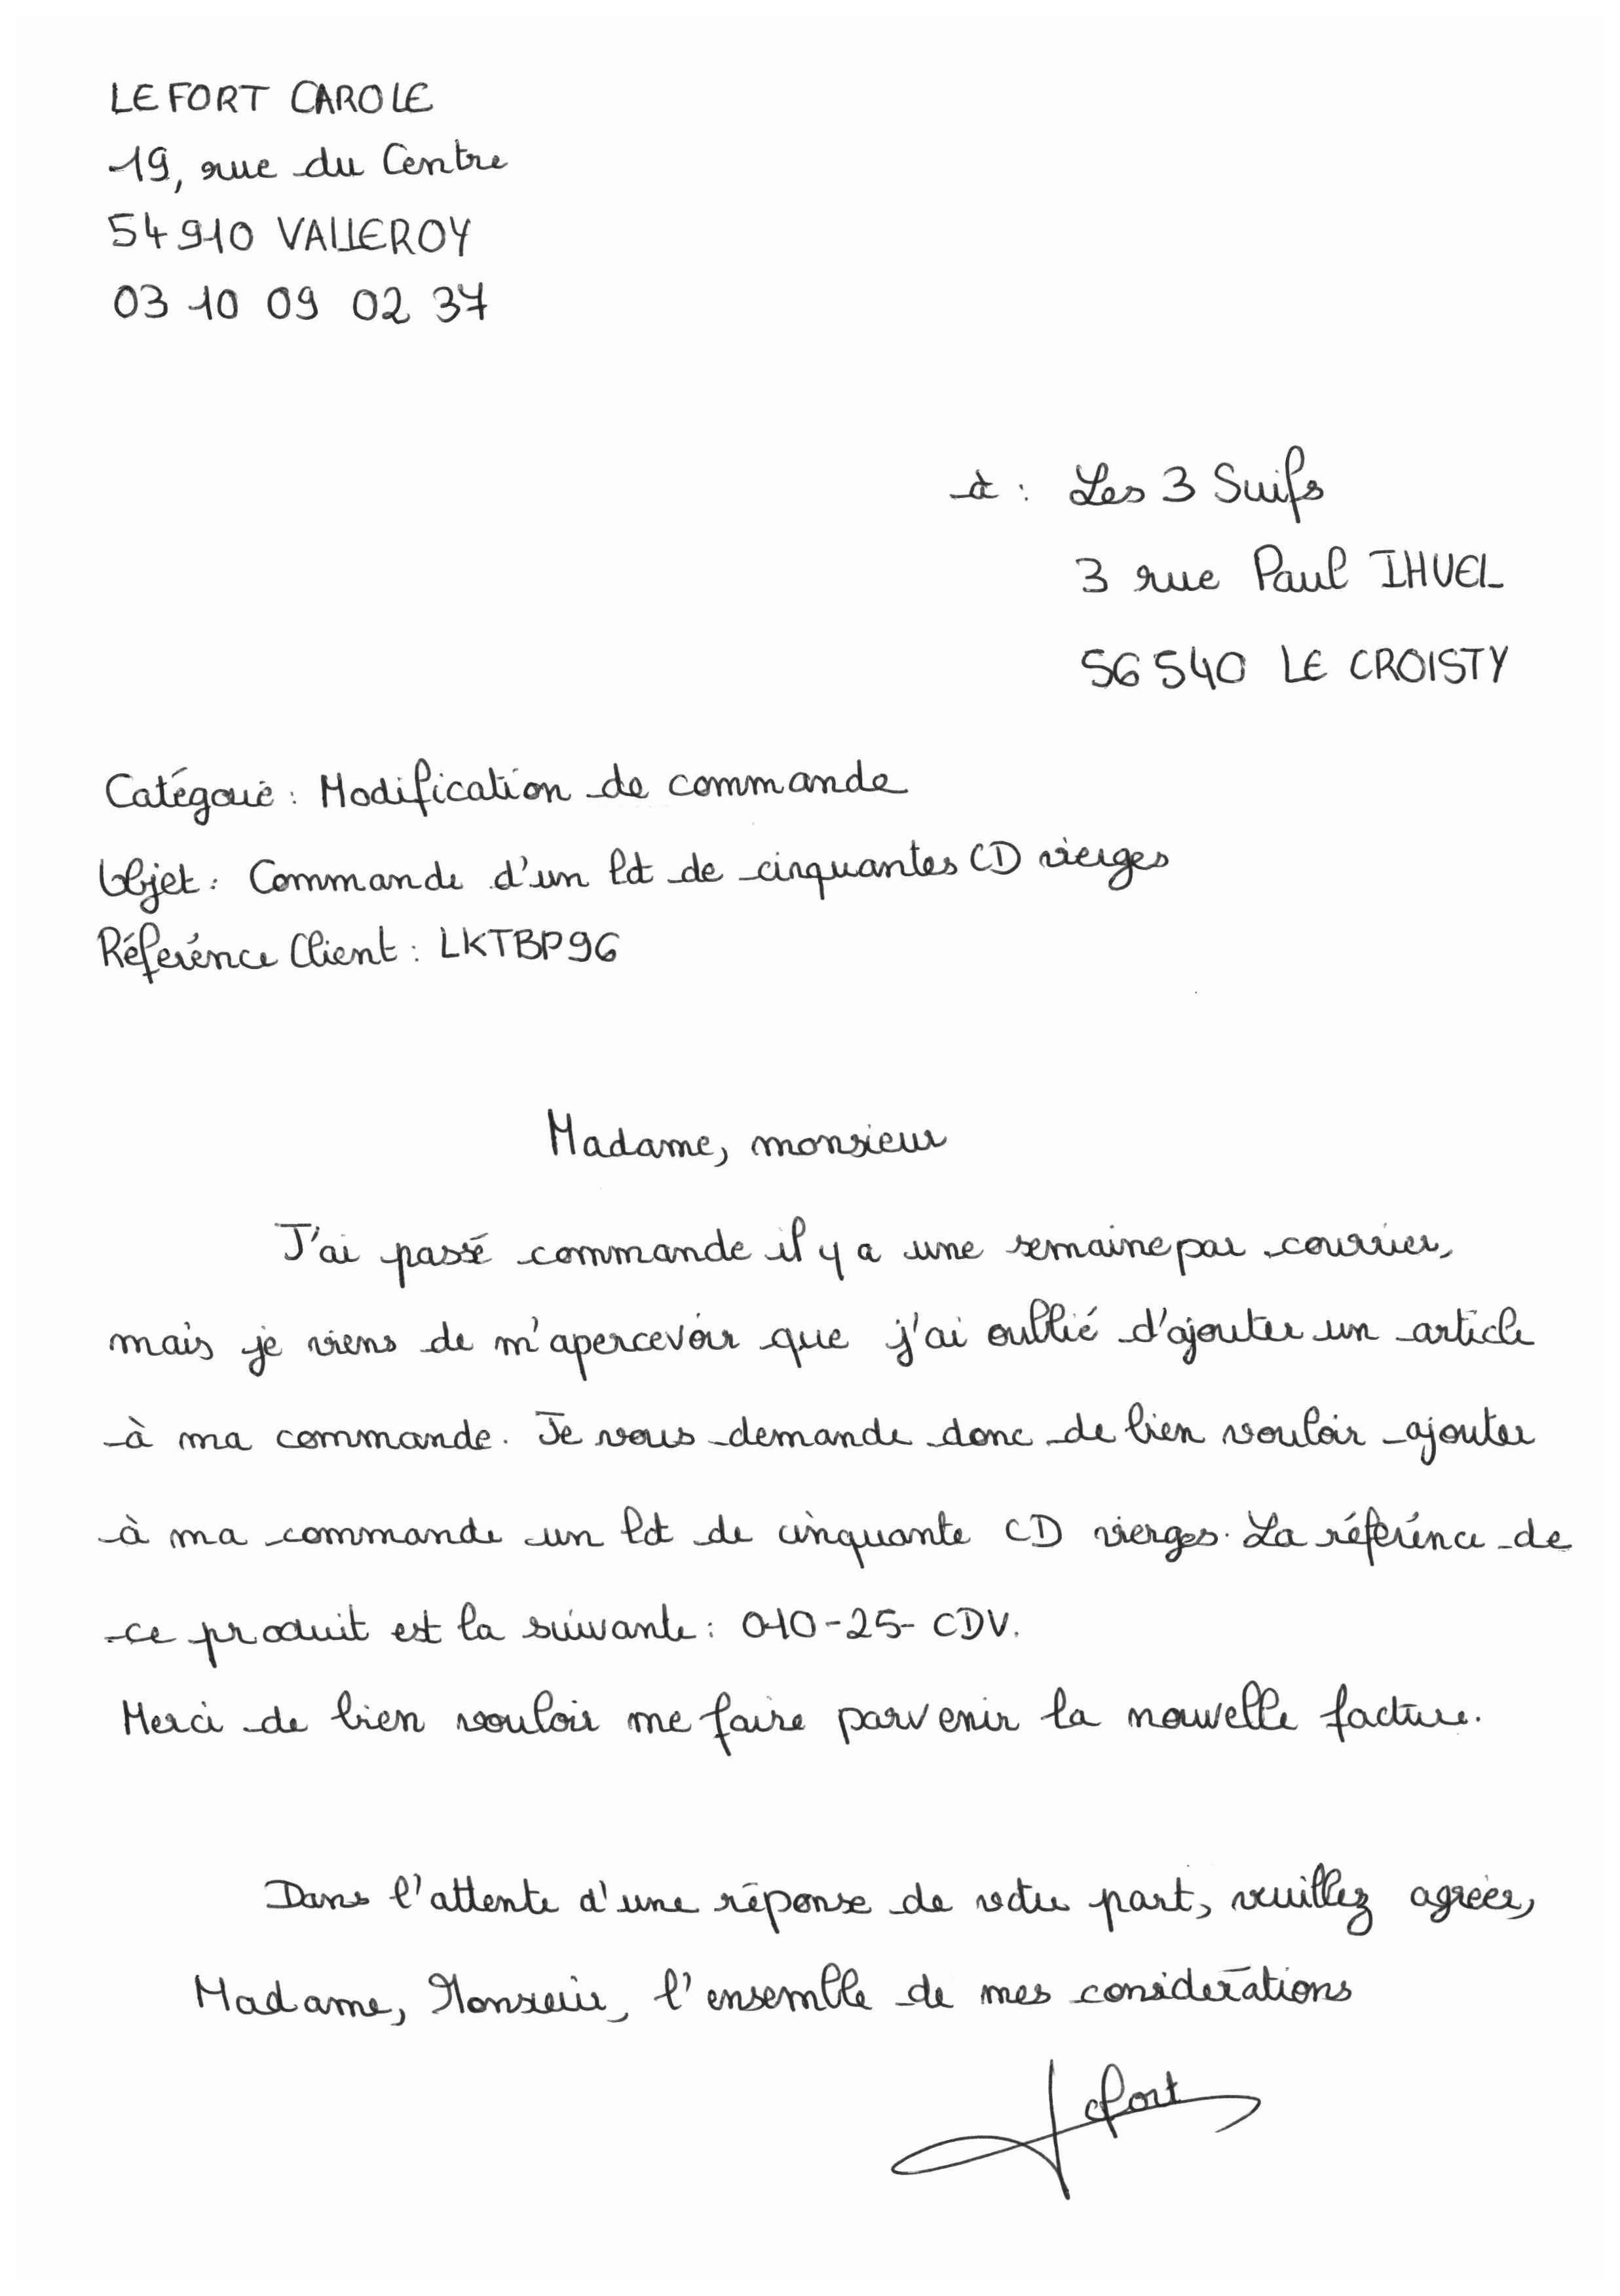 LEFORT CAROLE
19, rue du Centre
54910 VALLEROY
03 10 09 02 37
à : Les 3 Suifs
3 rue Paul IHUEL
56540 LE CROISTY
Catégorie : Modification de commande
Objet : Commande d'un lot de cinquantes CD vierges
Référence Client : LKTBP96
Madame, monsieur
J'ai passé commande il y a une semaine par courrier,
mais je viens de m'apercevoir que j'ai oublié d'ajouter un article
à ma commande. Je vous demande donc de bien vouloir ajouter
à ma commande un lot de cinquante CD vierges. La référence de
ce produit est la suivante : 010-25-CDV.
Merci de bien vouloir me faire parvenir la nouvelle facture.
Dans l'attente d'une réponse de votre part, veuillez agréer,
Madame, Monsieur, l'ensemble de mes considérations
Lefort